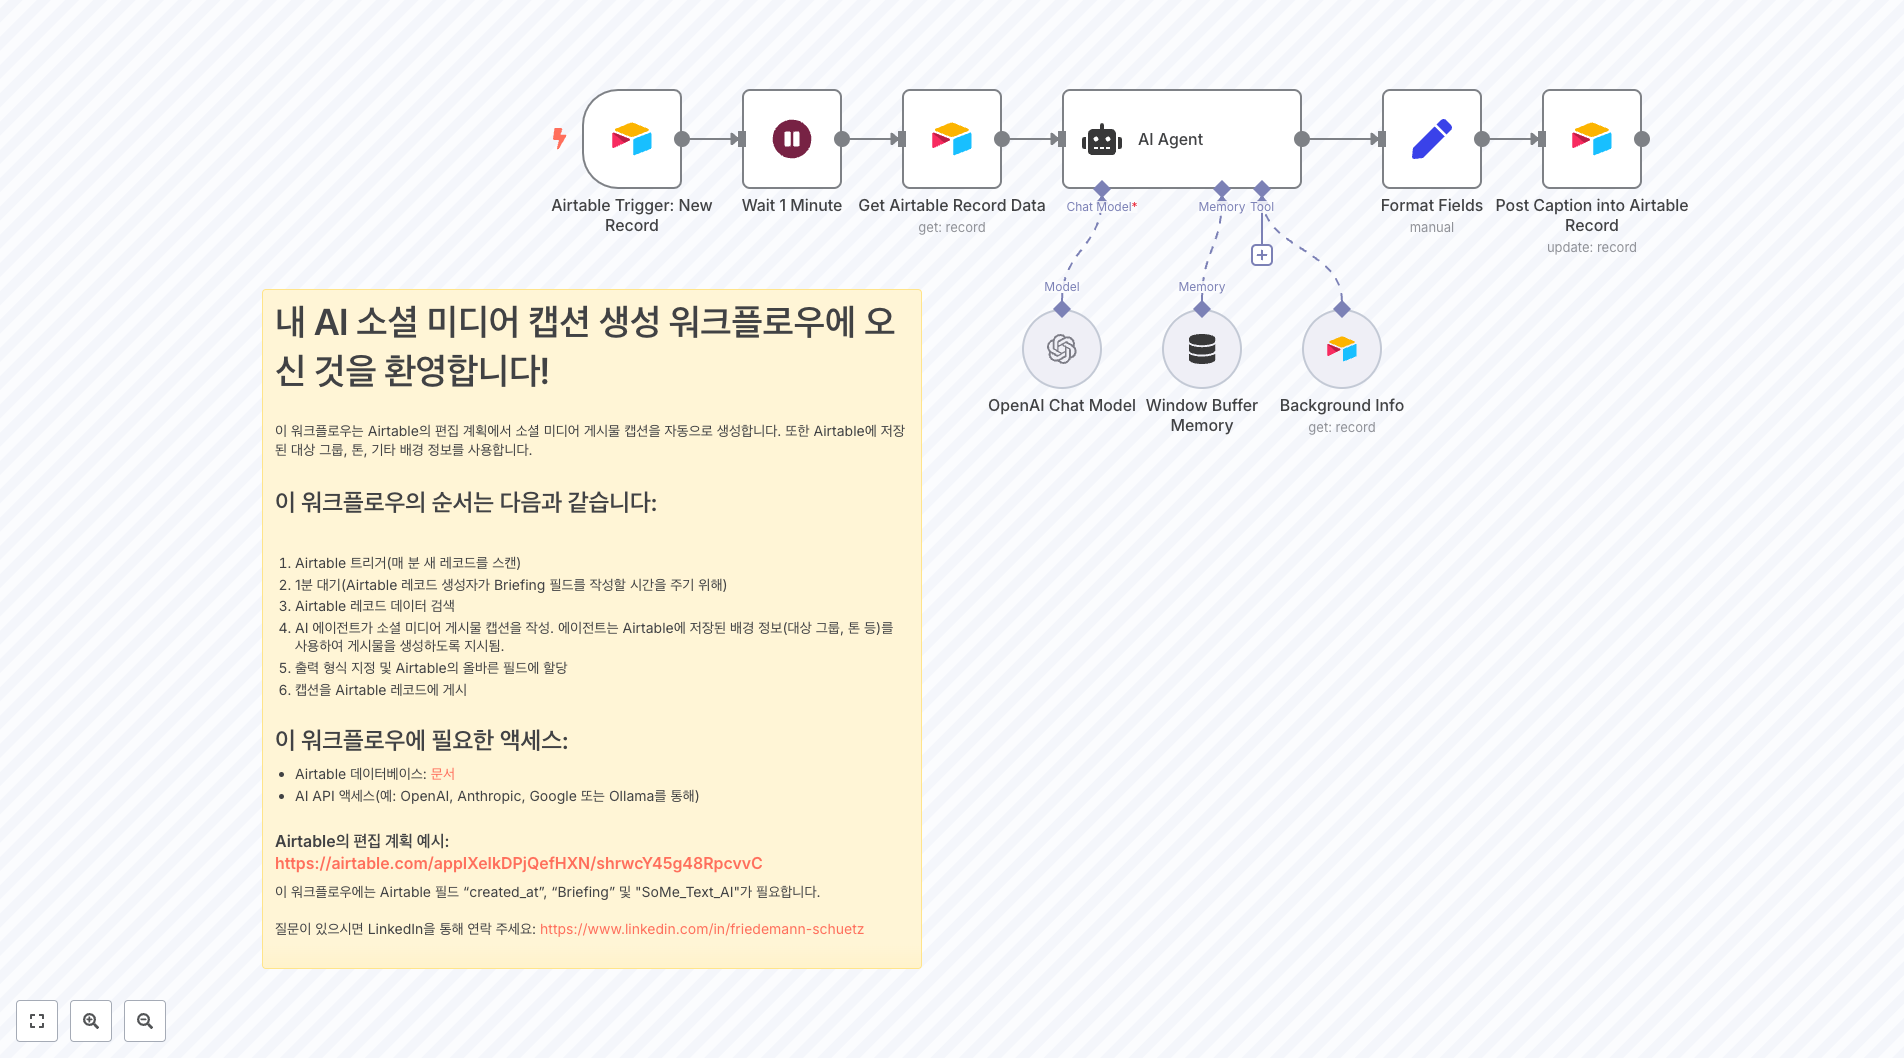 AI Agent
Airtable Trigger: New
Record
Wait 1 Minute
Get Airtable Record Data
get: record
Chat Model*
Memory
Tool
Format Fields
manual
Post Caption into Airtable
Record
update: record
Model
Memory
OpenAI Chat Model
Window Buffer
Memory
Background Info
get: record
내 AI 소셜 미디어 캡션 생성 워크플로우에 오
신 것을 환영합니다!
이 워크플로우는 Airtable의 편집 계획에서 소셜 미디어 게시물 캡션을 자동으로 생성합니다. 또한 Airtable에 저장
된 대상 그룹, 톤, 기타 배경 정보를 사용합니다.
이 워크플로우의 순서는 다음과 같습니다:
1. Airtable 트리거(매 분 새 레코드를 스캔)
2. 1분 대기(Airtable 레코드 생성자가 Briefing 필드를 작성할 시간을 주기 위해)
3. Airtable 레코드 데이터 검색
4. AI 에이전트가 소셜 미디어 게시물 캡션을 작성. 에이전트는 Airtable에 저장된 배경 정보(대상 그룹, 톤 등)를
사용하여 게시물을 생성하도록 지시됨.
5. 출력 형식 지정 및 Airtable의 올바른 필드에 할당
6. 캡션을 Airtable 레코드에 게시
이 워크플로우에 필요한 액세스:
• Airtable 데이터베이스: 문서
• AI API 액세스(예: OpenAI, Anthropic, Google 또는 Ollama를 통해)
Airtable의 편집 계획 예시:
https://airtable.com/appIXeIkDPjQefHXN/shrwcY45g48RpcvvC
이 워크플로우에는 Airtable 필드 “created_at”, “Briefing” 및 "SoMe_Text_AI"가 필요합니다.
질문이 있으시면 LinkedIn을 통해 연락 주세요: https://www.linkedin.com/in/friedemann-schuetz